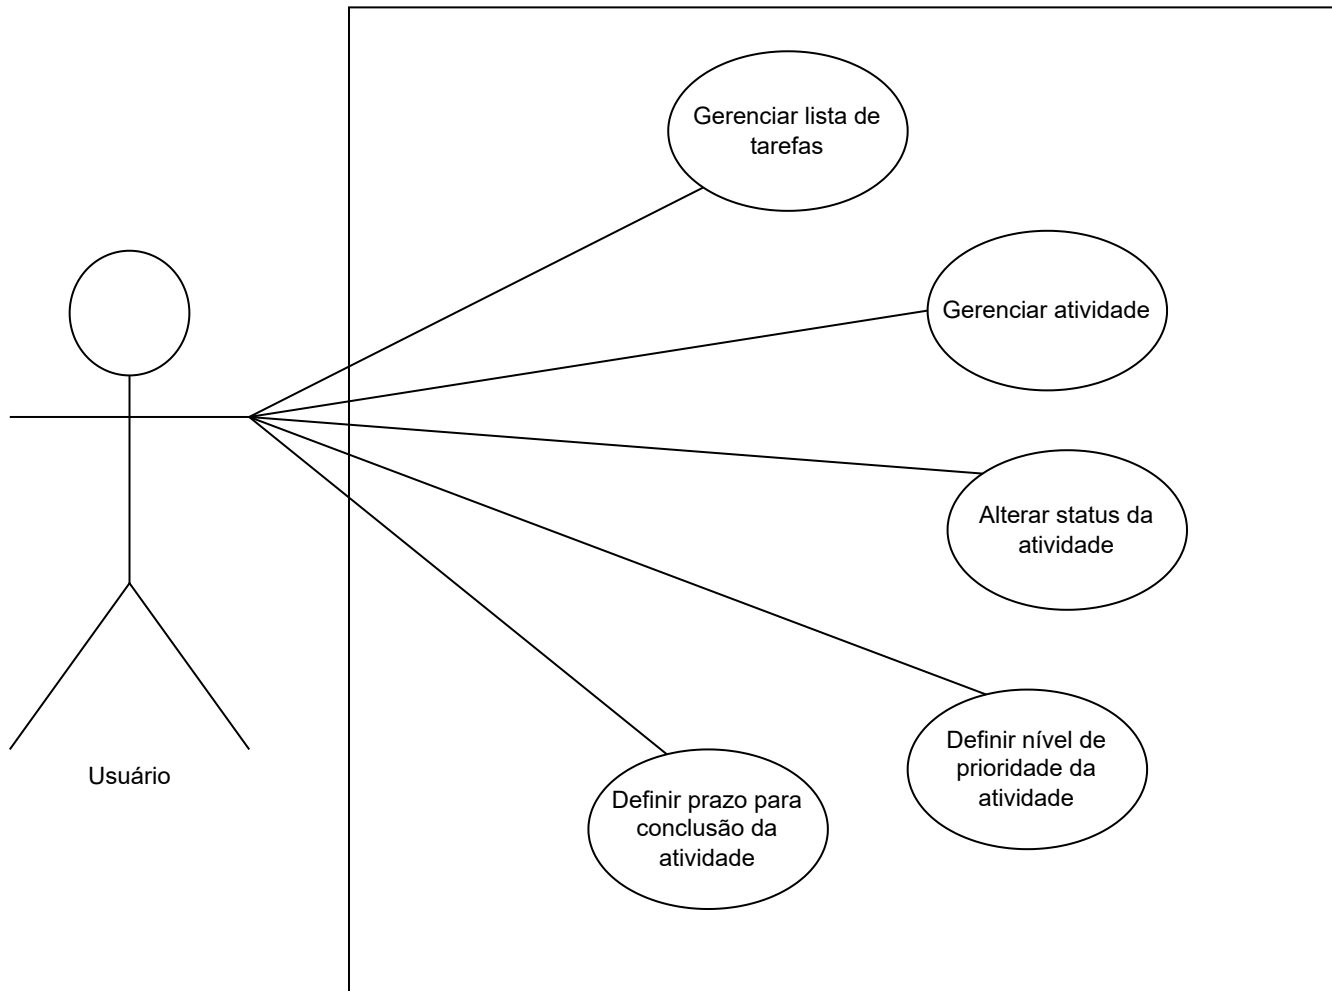 Gerenciar lista de
tarefas
Gerenciar atividade
Alterar status da
atividade
Definir nível de
prioridade da
atividade
Usuário
Definir prazo para
conclusão da
atividade